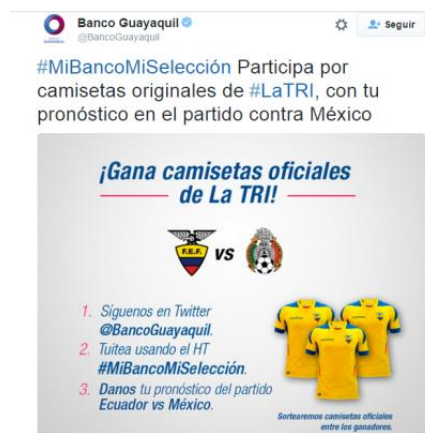 Banco Guayaquil
@BancoGuayaquil
Seguir
#MiBancoMiSelección Participa por
camisetas originales de #LaTRI, con tu
pronóstico en el partido contra México
¡Gana camisetas oficiales
de La TRI!
F.E.F.
vs
1. Síguenos en Twitter
@BancoGuayaquil.
2. Tuitea usando el HT
#MiBancoMiSelección.
3. Danos tu pronóstico del partido
Ecuador vs México.
Sortearemos camisetas oficiales
entre los ganadores.